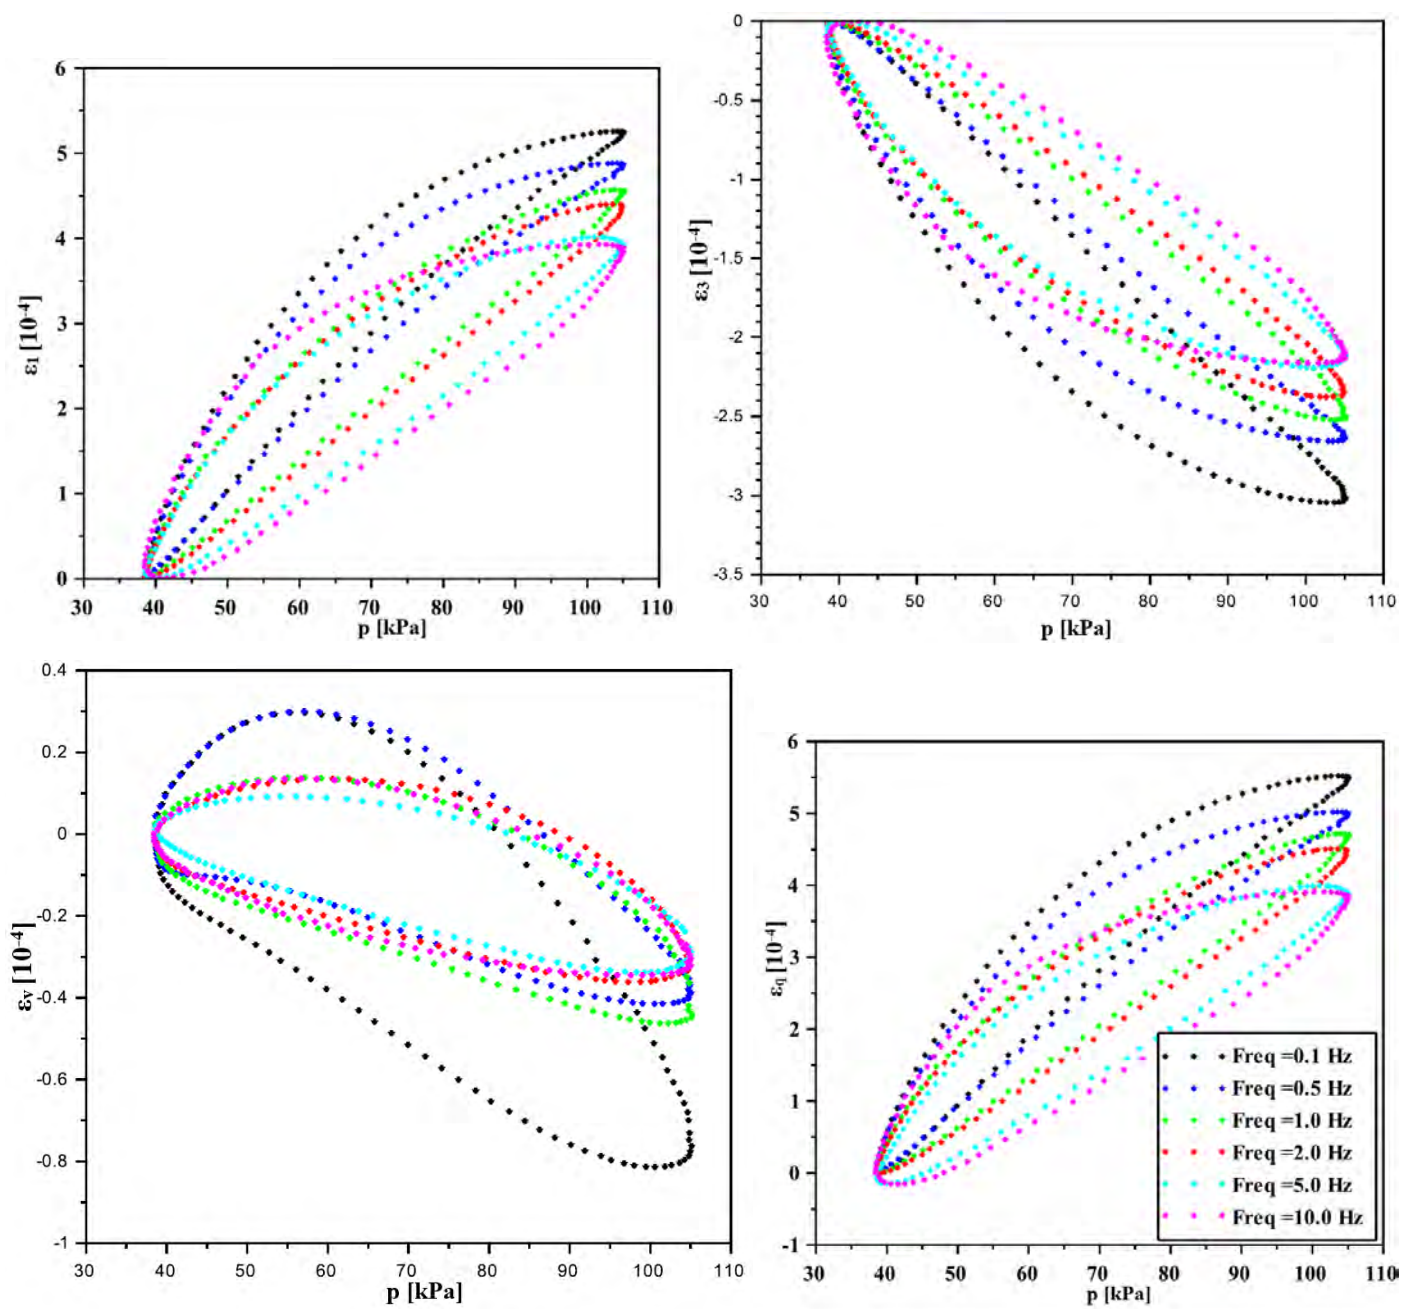 6
5
4
3
2
1
0
30 40 50 60 70 80 90 100 110
p [kPa]
ε1 [10-4]
0
-0.5
-1
-1.5
-2
-2.5
-3
-3.5
30 40 50 60 70 80 90 100 110
p [kPa]
ε3 [10-4]
0.4
0.2
0
-0.2
-0.4
-0.6
-0.8
-1
30 40 50 60 70 80 90 100 110
p [kPa]
εv [10-4]
6
5
4
3
2
1
0
-1
30 40 50 60 70 80 90 100 110
p [kPa]
εq [10-4]
Freq =0.1 Hz
Freq =0.5 Hz
Freq =1.0 Hz
Freq =2.0 Hz
Freq =5.0 Hz
Freq =10.0 Hz